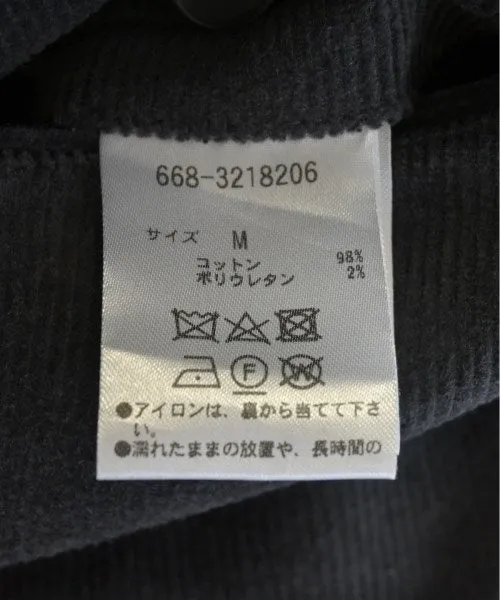 668-3218206
サイズ M
コットン 98%
ポリウレタン 2%
F W
●アイロンは、裏から当てて下さ
い。
●濡れたままの放置や、長時間の